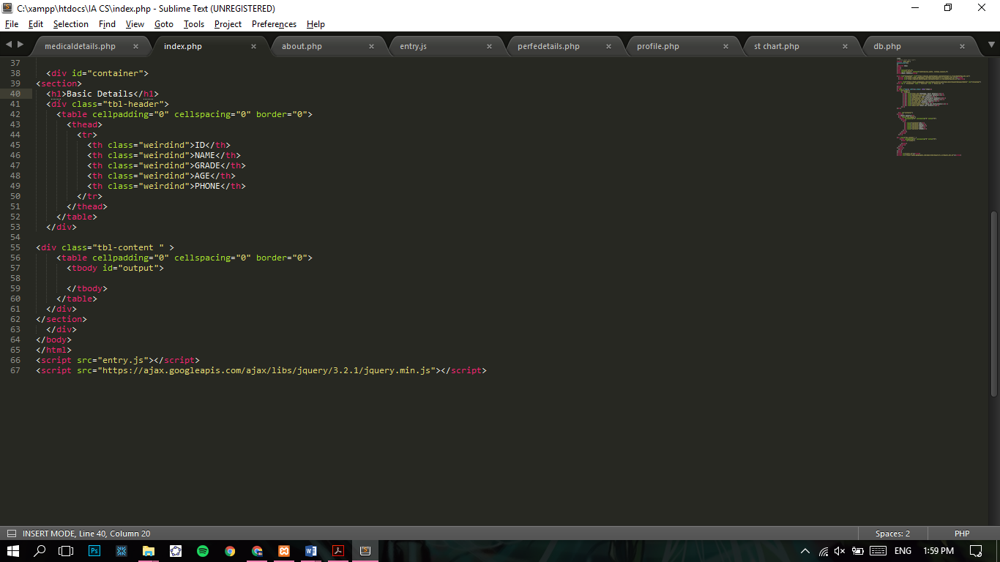 C:\xampp\htdocs\IA CS\index.php - Sublime Text (UNREGISTERED)
File Edit Selection Find View Goto Tools Project Preferences Help
medicaldetails.php × index.php × about.php × entry.js × perfedetails.php × profile.php × st chart.php × db.php ×
37
38 <div id="container">
39 <section>
40 <h1>Basic Details</h1>
41 <div class="tbl-header">
42 <table cellpadding="0" cellspacing="0" border="0">
43 <thead>
44 <tr>
45 <th class="weirdind">ID</th>
46 <th class="weirdind">NAME</th>
47 <th class="weirdind">GRADE</th>
48 <th class="weirdind">AGE</th>
49 <th class="weirdind">PHONE</th>
50 </tr>
51 </thead>
52 </table>
53 </div>
54
55 <div class="tbl-content " >
56 <table cellpadding="0" cellspacing="0" border="0">
57 <tbody id="output">
58
59 </tbody>
60 </table>
61 </div>
62 </section>
63 </div>
64 </body>
65 </html>
66 <script src="entry.js"></script>
67 <script src="https://ajax.googleapis.com/ajax/libs/jquery/3.2.1/jquery.min.js"></script>
INSERT MODE, Line 40, Column 20 Spaces: 2 PHP
ENG 1:59 PM